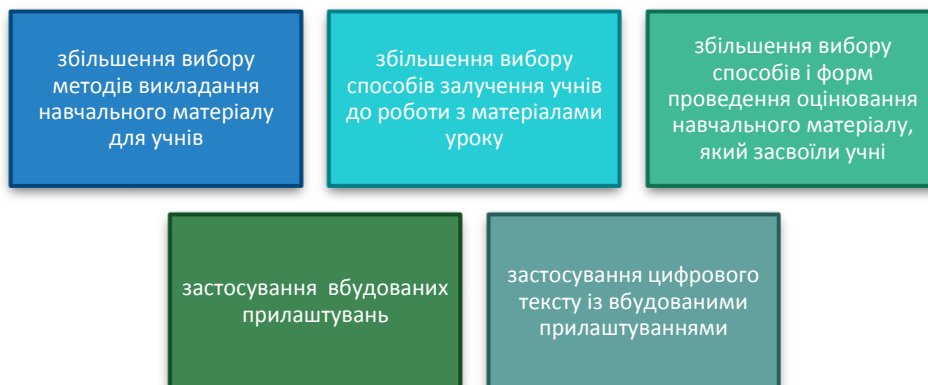 збільшення вибору
методів викладання
навчального матеріалу
для учнів
збільшення вибору
способів залучення учнів
до роботи з матеріалами
уроку
збільшення вибору
способів і форм
проведення оцінювання
навчального матеріалу,
який засвоїли учні
застосування вбудованих
прилаштувань
застосування цифрового
тексту із вбудованими
прилаштуваннями